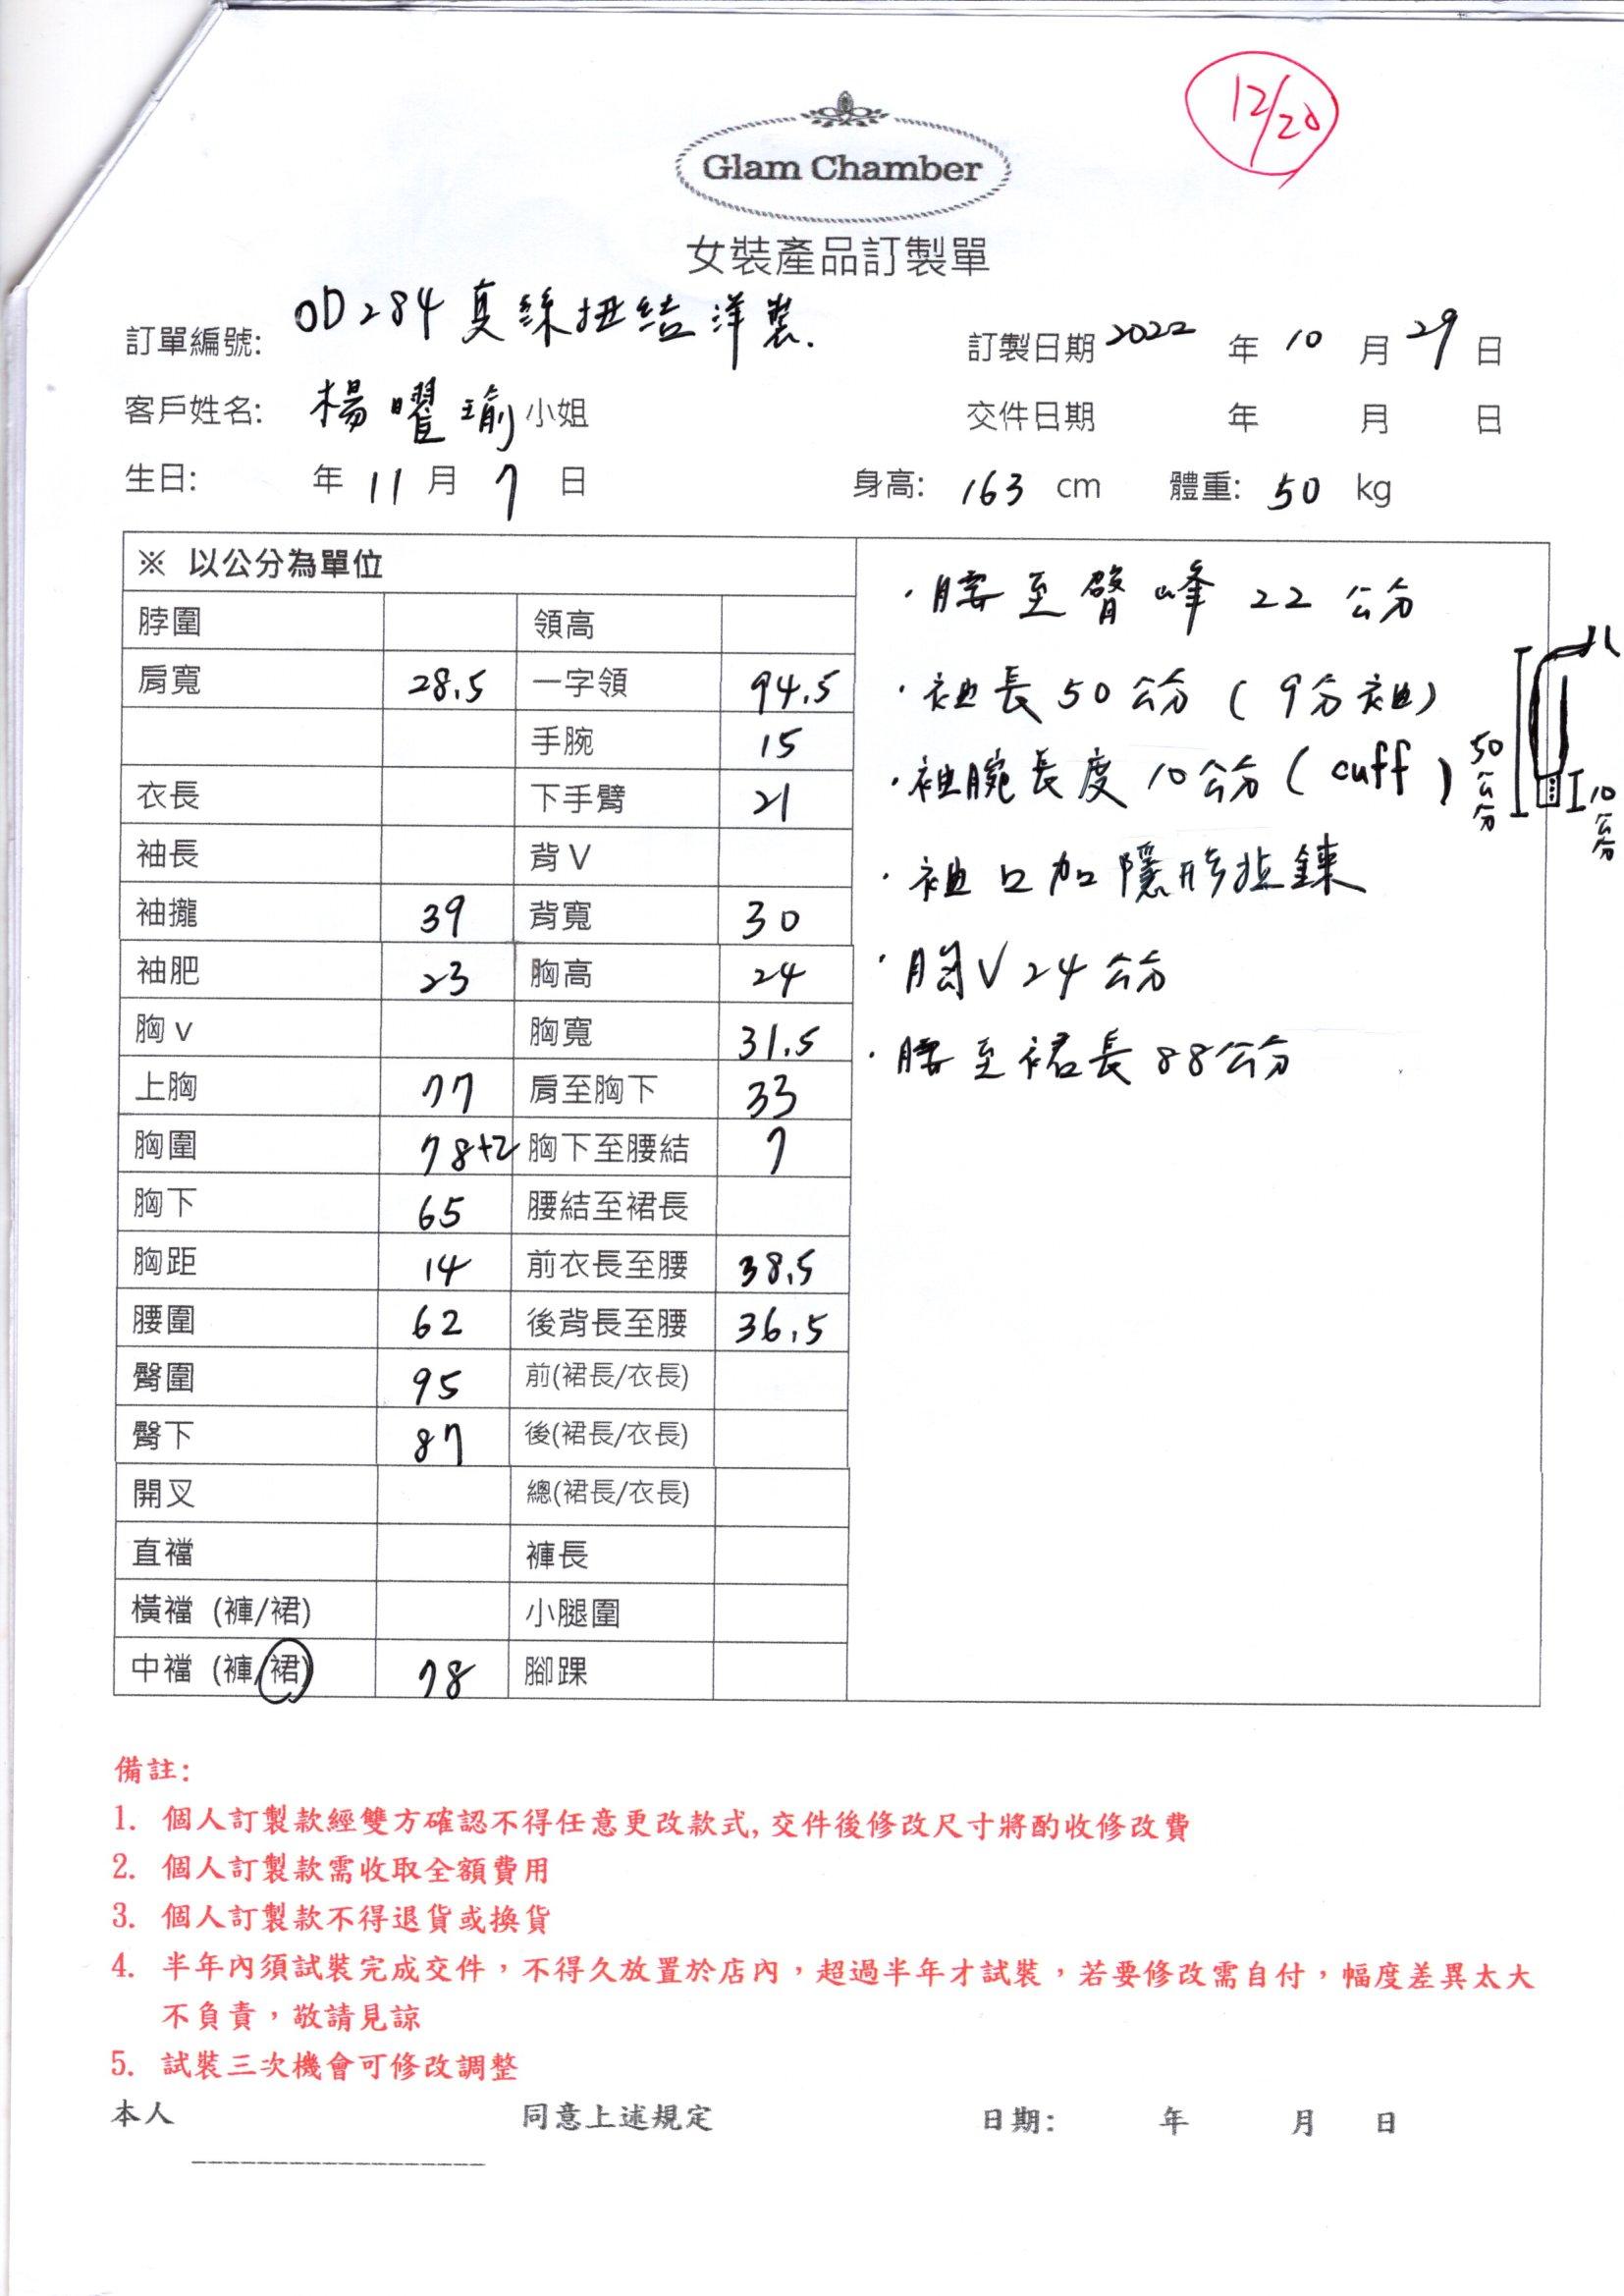 12/20
Glam Chamber
女裝產品訂製單
訂單編號: OD284 真絲扭結洋裝. 訂製日期 2022 年 10 月 29 日
客戶姓名: 楊曜瑜 小姐 交件日期 年 月 日
生日: 年 11 月 7 日 身高: 163 cm 體重: 50 kg
※ 以公分為單位
脖圍 領高
肩寬 28.5 一字領 94.5
手腕 15
衣長 下手臂 21
袖長 背V
袖攏 39 背寬 30
袖肥 23 胸高 24
胸v 胸寬 31.5
上胸 77 肩至胸下 33
胸圍 78+2 胸下至腰結 7
胸下 65 腰結至裙長
胸距 14 前衣長至腰 38.5
腰圍 62 後背長至腰 36.5
臀圍 95 前(裙長/衣長)
臀下 87 後(裙長/衣長)
開叉 總(裙長/衣長)
直襠 褲長
橫襠 (褲/裙) 小腿圍
中襠 (褲/裙) 78 腳踝
·腰至臀峰 22 公分
·袖長50公分(9分袖)
·袖腕長度10公分(cuff)
50公分
10公分
·袖口加隱形拉鍊
·胸V24公分
·腰至裙長88公分
備註:
1. 個人訂製款經雙方確認不得任意更改款式,交件後修改尺寸將酌收修改費
2. 個人訂製款需收取全額費用
3. 個人訂製款不得退貨或換貨
4. 半年內須試裝完成交件，不得久放置於店內，超過半年才試裝，若要修改需自付，幅度差異太大
不負責，敬請見諒
5. 試裝三次機會可修改調整
本人 同意上述規定 日期: 年 月 日